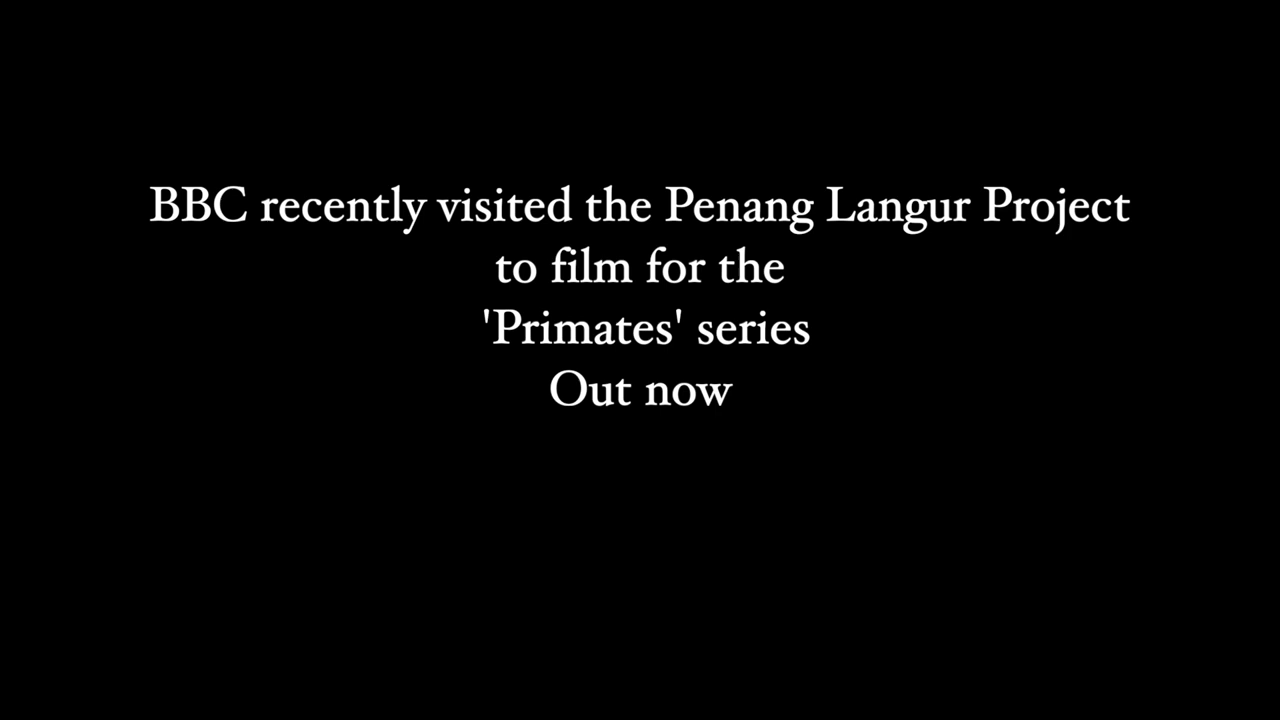 BBC recently visited the Penang Langur Project
to film for the
'Primates' series
Out now